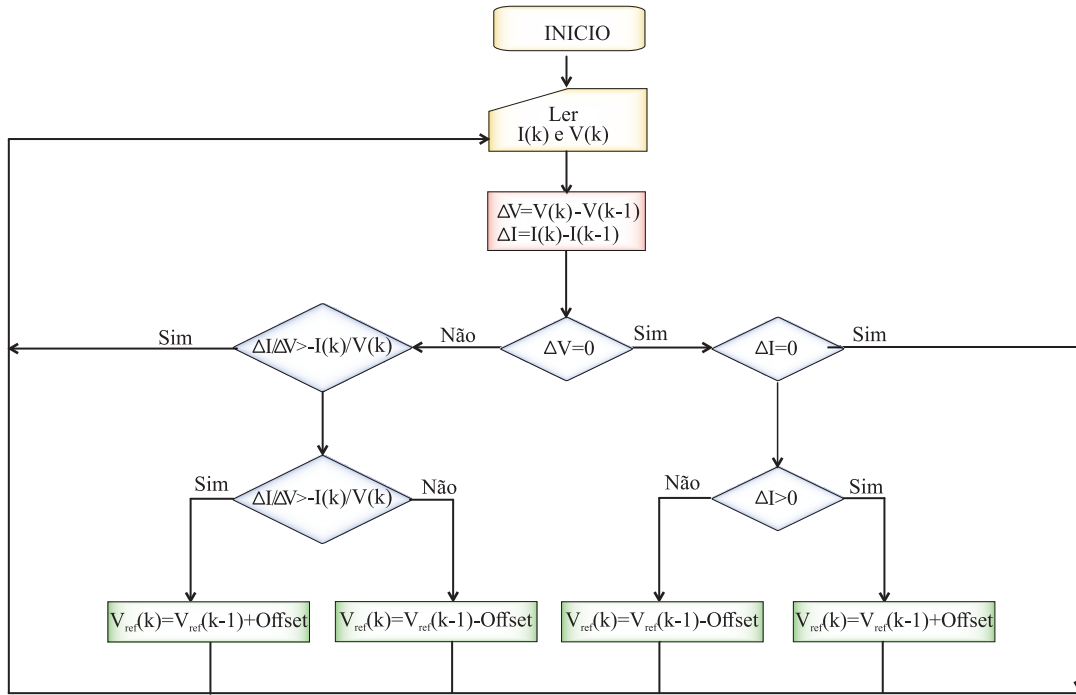 INICIO
Ler
I(k) e V(k)
ΔV=V(k)-V(k-1)
ΔI=I(k)-I(k-1)
Sim
ΔI/ΔV>-I(k)/V(k)
Não
ΔV=0
Sim
ΔI=0
Sim
Sim
ΔI/ΔV>-I(k)/V(k)
Não
Não
ΔI>0
Sim
Vref(k)=Vref(k-1)+Offset
Vref(k)=Vref(k-1)-Offset
Vref(k)=Vref(k-1)-Offset
Vref(k)=Vref(k-1)+Offset